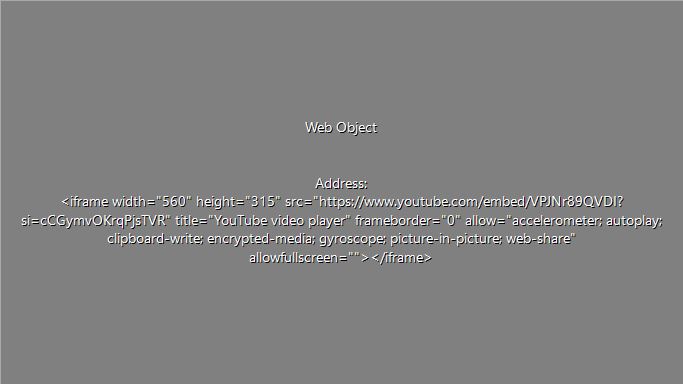 Web Object
Address:
<iframe width="560" height="315" src="https://www.youtube.com/embed/VPJNr89QVDI?
si=cCGymvOKrqPjsTVR" title="YouTube video player" frameborder="0" allow="accelerometer; autoplay;
clipboard-write; encrypted-media; gyroscope; picture-in-picture; web-share"
allowfullscreen=""></iframe>